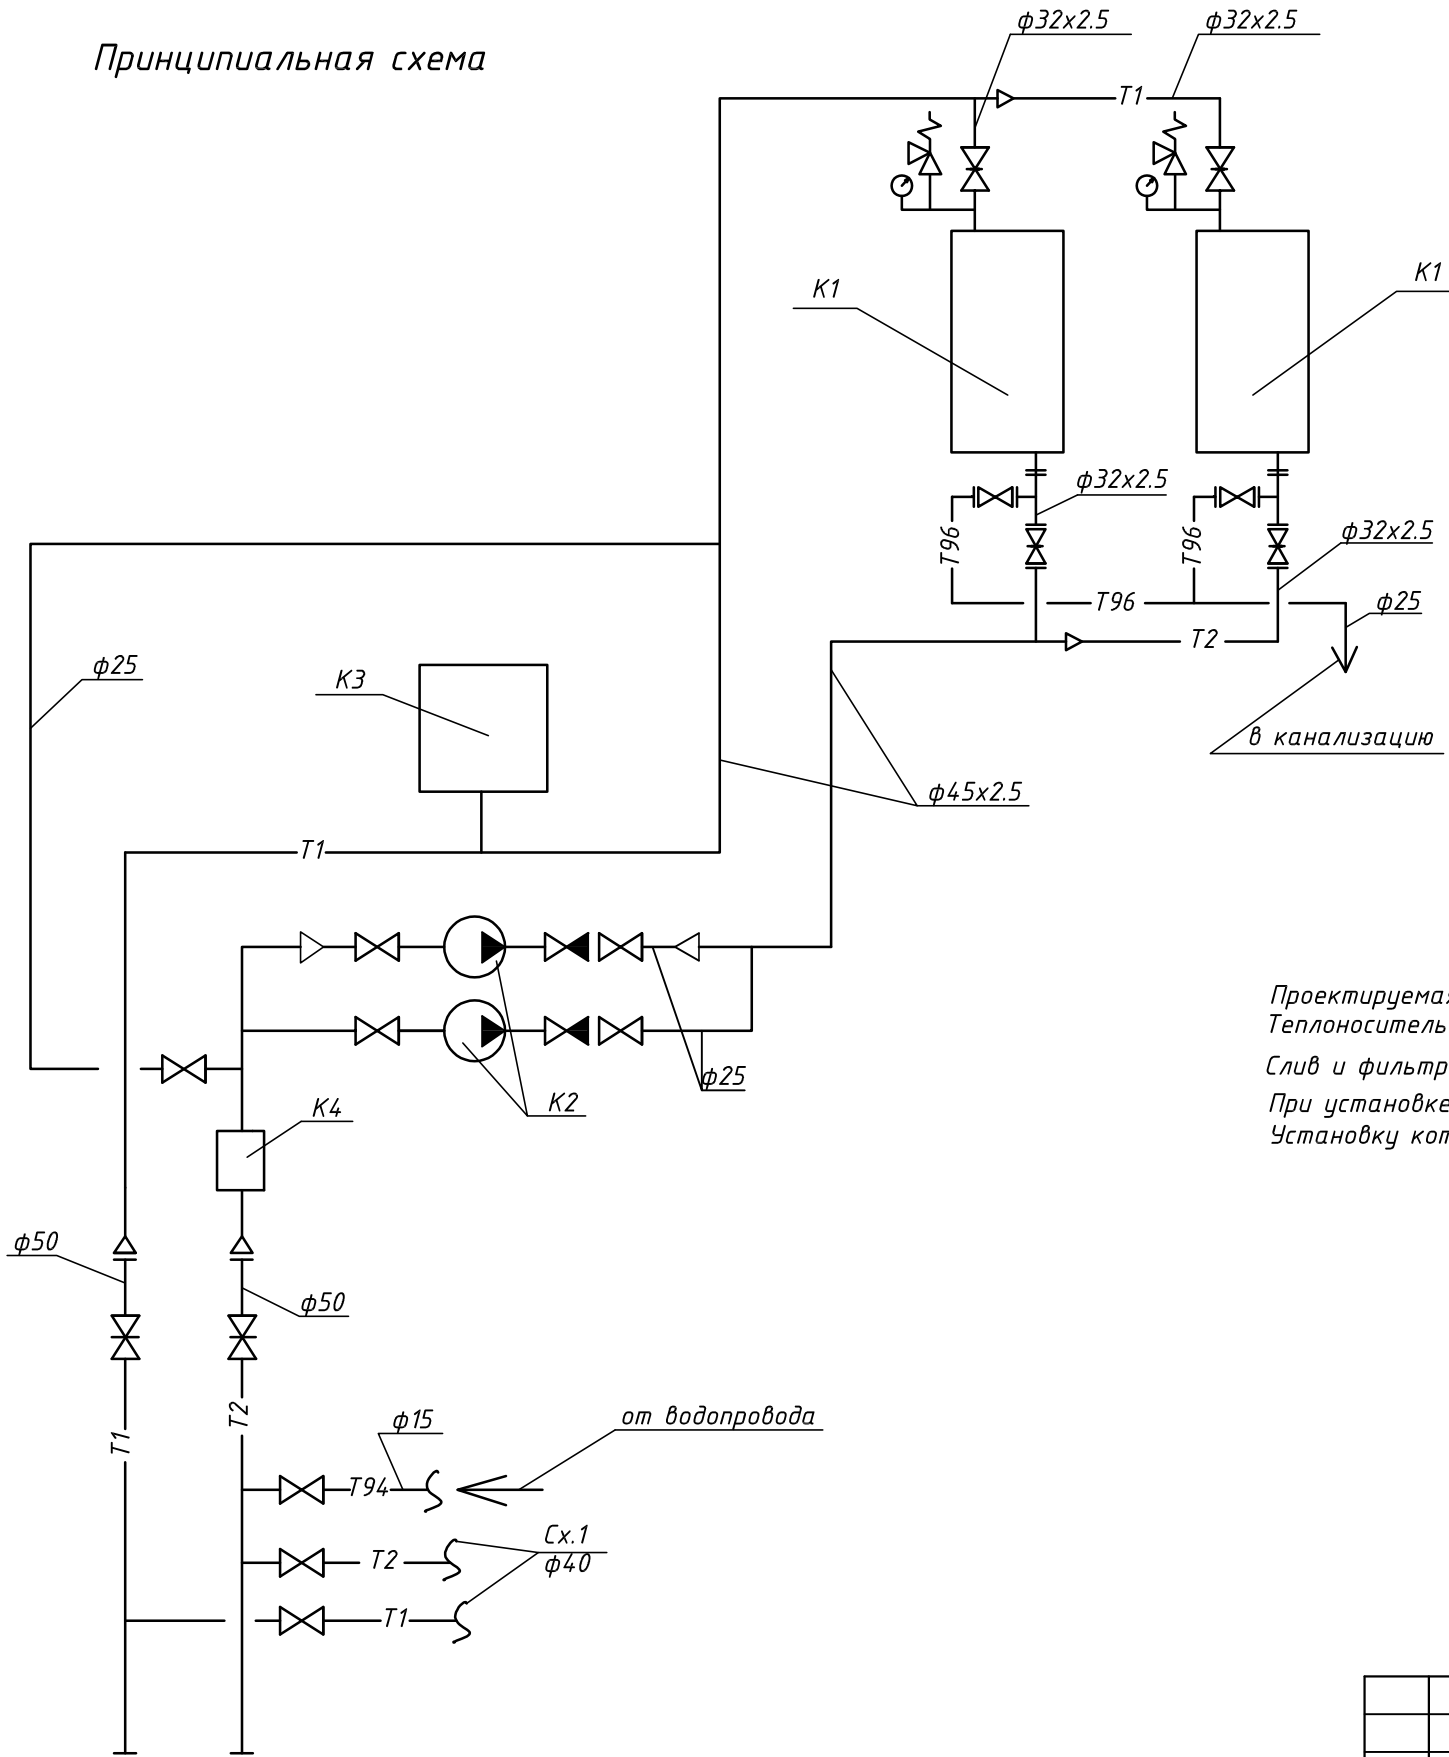 Принципиальная схема
ф32х2.5
ф32х2.5
Т1
К1
К1
ф32х2.5
Т96
Т96
ф32х2.5
Т96
ф25
Т2
ф25
К3
в канализацию
ф45х2.5
Т1
Проектируемая
Теплоноситель
ф25
К2
Слив и фильтр
К4
При установке
Установку кот
ф50
ф50
Т2
Т1
ф15
от водопровода
Т94
Сх.1
Т2
ф40
Т1